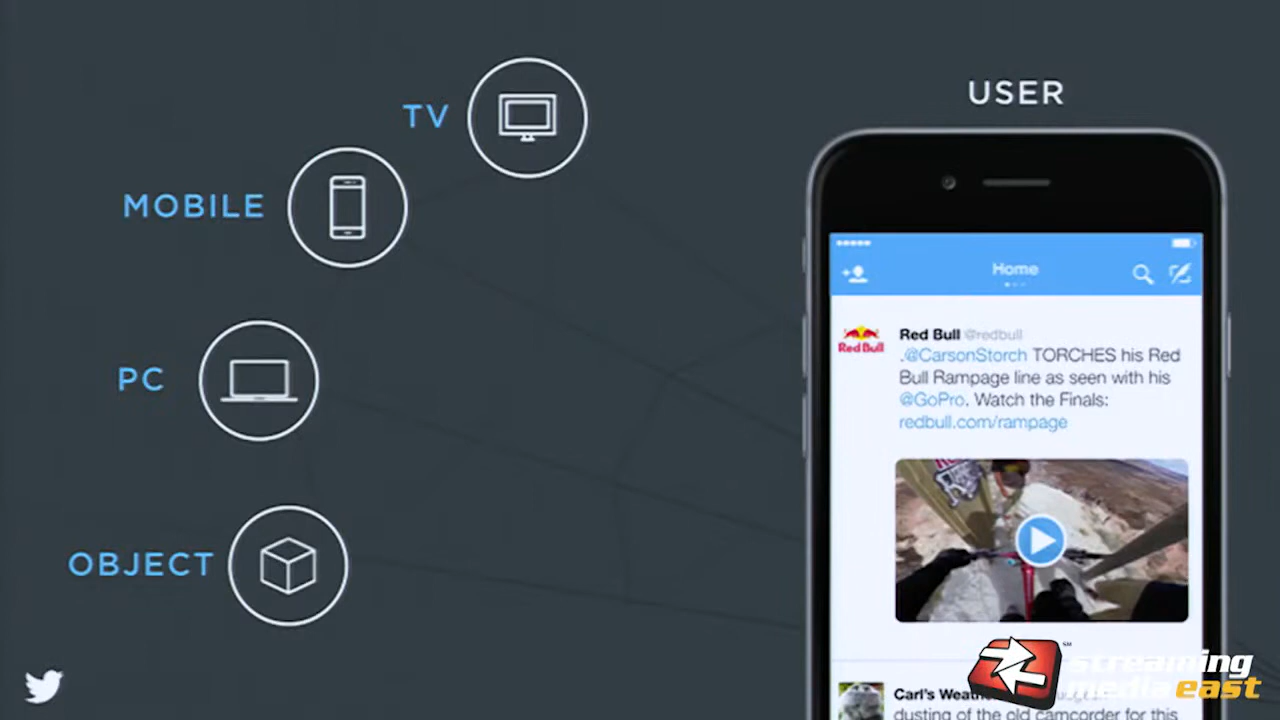 TV
MOBILE
PC
OBJECT
USER
Home
Red Bull
Red Bull @redbull
.@CarsonStorch TORCHES his Red
Bull Rampage line as seen with his
@GoPro. Watch the Finals:
redbull.com/rampage
Carl's
dusting of the old camcorder for this
SM
streaming
media east